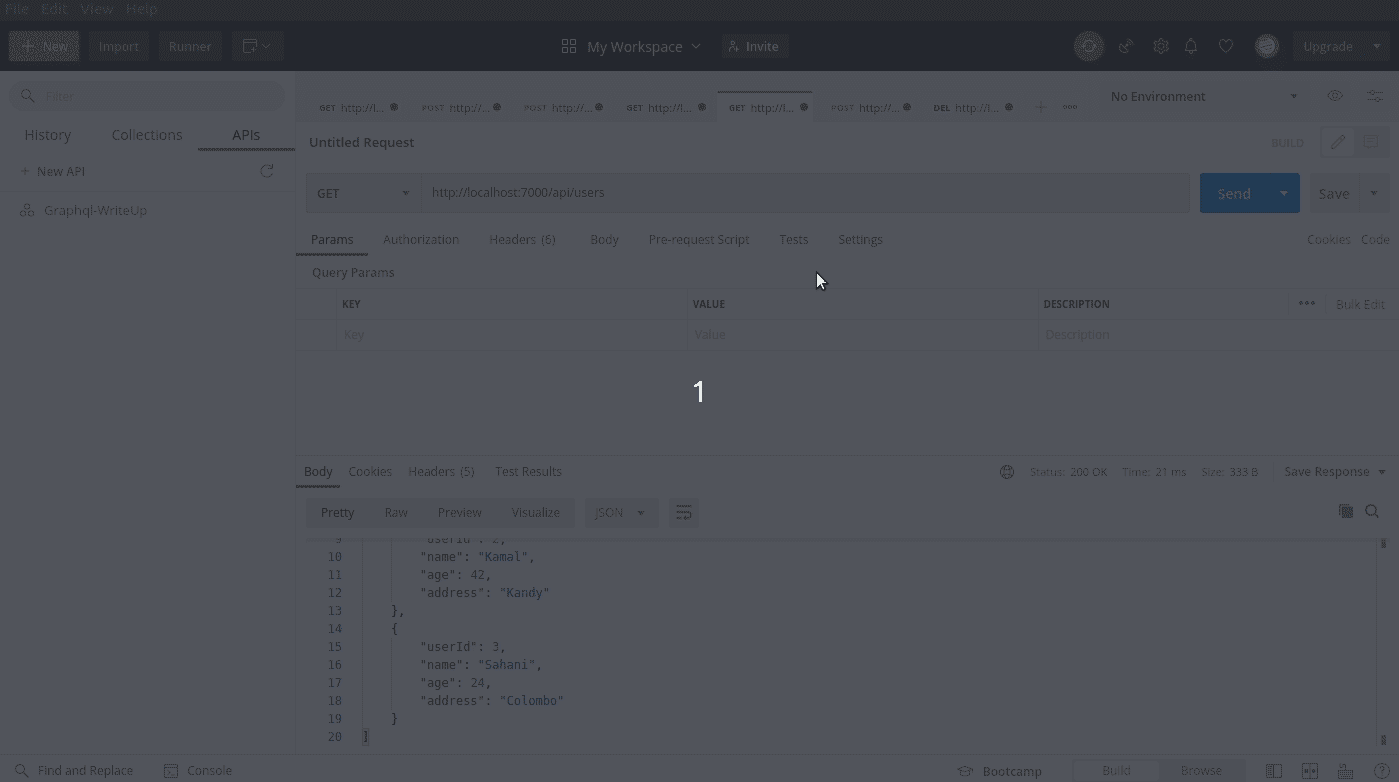 File Edit View Help
New Import Runner My Workspace Invite Upgrade
Filter
GET http://l... POST http://... POST http://... GET http://l... GET http://l... POST http://... DEL http://l... No Environment
History Collections APIs
Untitled Request BUILD
+ New API
Graphql-WriteUp
GET http://localhost:7000/api/users Send Save
Params Authorization Headers (6) Body Pre-request Script Tests Settings Cookies Code
Query Params
KEY VALUE DESCRIPTION Bulk Edit
Key Value Description
1
Body Cookies Headers (5) Test Results Status: 200 OK Time: 21 ms Size: 333 B Save Response
Pretty Raw Preview Visualize JSON
9 "userId": 2,
10 "name": "Kamal",
11 "age": 42,
12 "address": "Kandy"
13 },
14 {
15 "userId": 3,
16 "name": "Sahani",
17 "age": 24,
18 "address": "Colombo"
19 }
20 ]
Find and Replace Console Bootcamp Build Browse